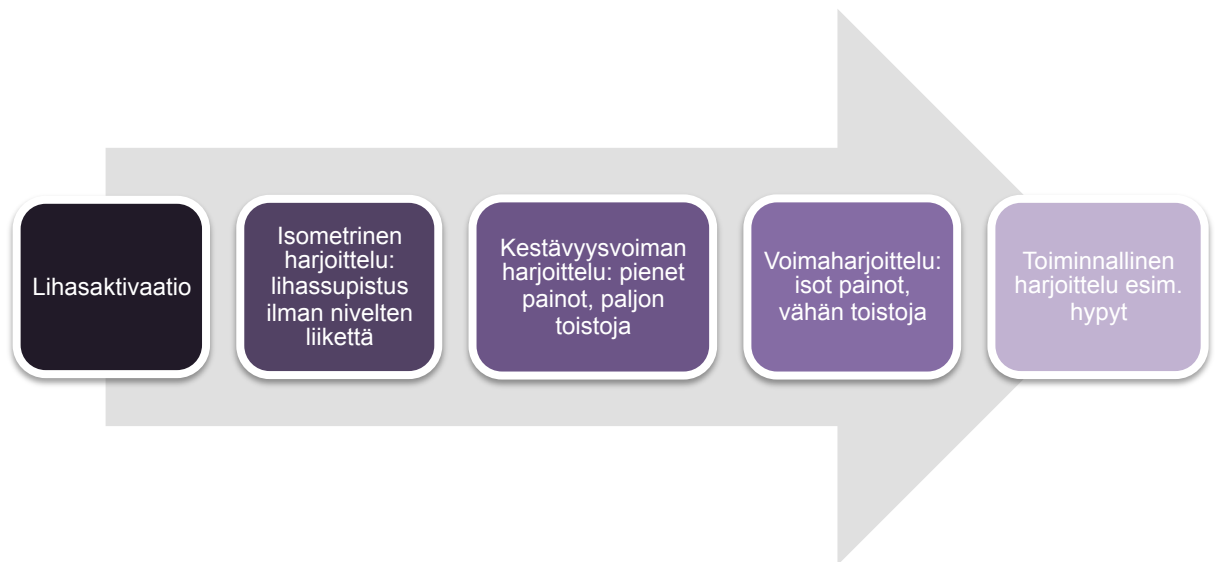 Lihasaktivaatio
Isometrinen
harjoittelu:
lihassupistus
ilman nivelten
liikettä
Kestävyysvoiman
harjoittelu: pienet
painot, paljon
toistoja
Voimaharjoittelu:
isot painot,
vähän toistoja
Toiminnallinen
harjoittelu esim.
hypyt